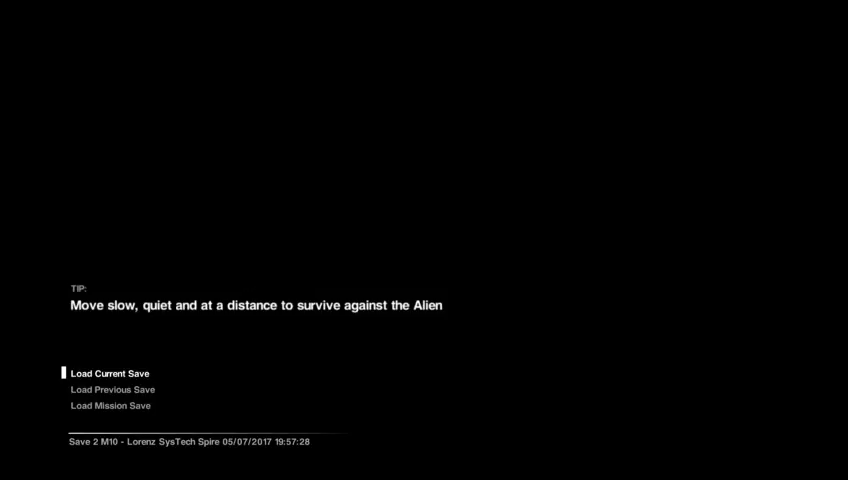 TIP:
Move slow, quiet and at a distance to survive against the Alien
Load Current Save
Load Previous Save
Load Mission Save
Save 2 M10 - Lorenz SysTech Spire 05/07/2017 19:57:28